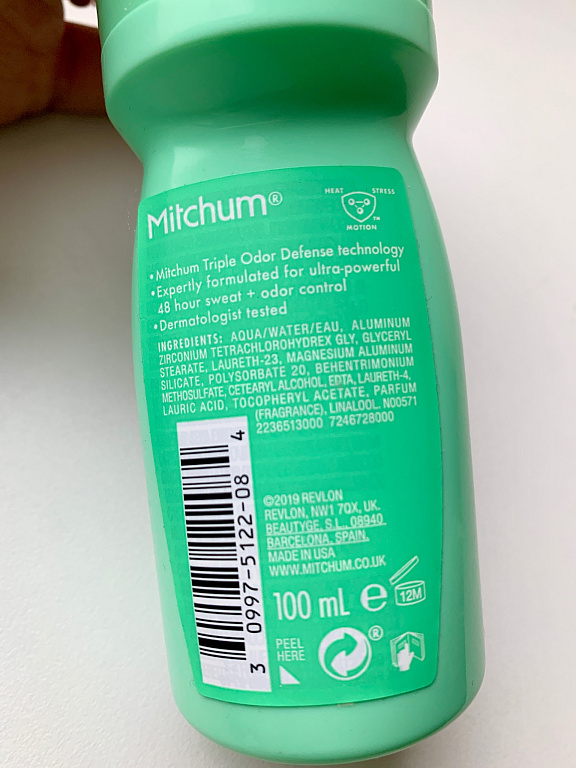 Mitchum®
HEAT STRESS
™
MOTION
•Mitchum Triple Odor Defense technology
•Expertly formulated for ultra-powerful
48 hour sweat + odor control
•Dermatologist tested
INGREDIENTS: AQUA/WATER/EAU, ALUMINUM
ZIRCONIUM TETRACHLOROHYDREX GLY, GLYCERYL
STEARATE, LAURETH-23, MAGNESIUM ALUMINUM
SILICATE, POLYSORBATE 20, BEHENTRIMONIUM
METHOSULFATE, CETEARYL ALCOHOL, EDTA, LAURETH-4,
LAURIC ACID, TOCOPHERYL ACETATE, PARFUM
(FRAGRANCE), LINALOOL. N00571
2236513000 7246728000
3 0997-5122-08 4
©2019 REVLON
REVLON, NW1 7QX, UK.
BEAUTYGE, S.L., 08940
BARCELONA, SPAIN.
MADE IN USA
WWW.MITCHUM.CO.UK
100 mL e 12M
PEEL
HERE
®